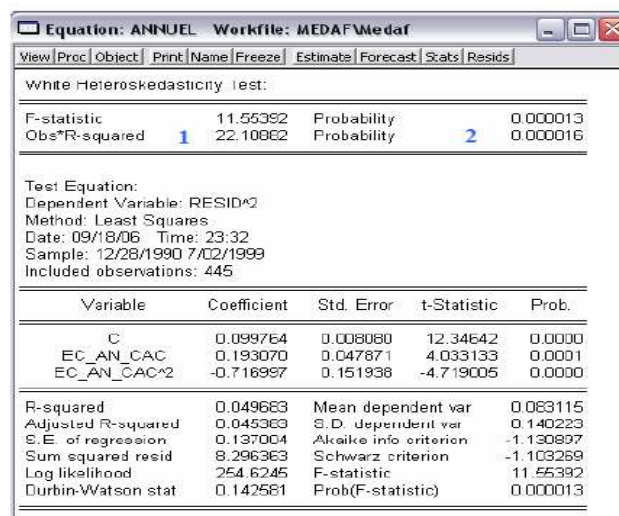 Equation: ANNUEL Workfile: MEDAF\Medaf
View Proc Object Print Name Freeze Estimate Forecast Stats Resids
White Heteroskedasticity Test:
F-statistic 11.55392 Probability 0.000013
Obs*R-squared 1 22.10882 Probability 2 0.000016
Test Equation:
Dependent Variable: RESID^2
Method: Least Squares
Date: 09/18/06 Time: 23:32
Sample: 12/28/1990 7/02/1999
Included observations: 445
Variable Coefficient Std. Error t-Statistic Prob.
C 0.099764 0.008080 12.34642 0.0000
EC_AN_CAC 0.193070 0.047871 4.033133 0.0001
EC_AN_CAC^2 -0.716997 0.151938 -4.719005 0.0000
R-squared 0.049683 Mean dependent var 0.083115
Adjusted R-squared 0.045383 S.D. dependent var 0.140223
S.E. of regression 0.137004 Akaike info criterion -1.130897
Sum squared resid 8.296363 Schwarz criterion -1.103269
Log likelihood 254.6245 F-statistic 11.55392
Durbin-Watson stat 0.142581 Prob(F-statistic) 0.000013